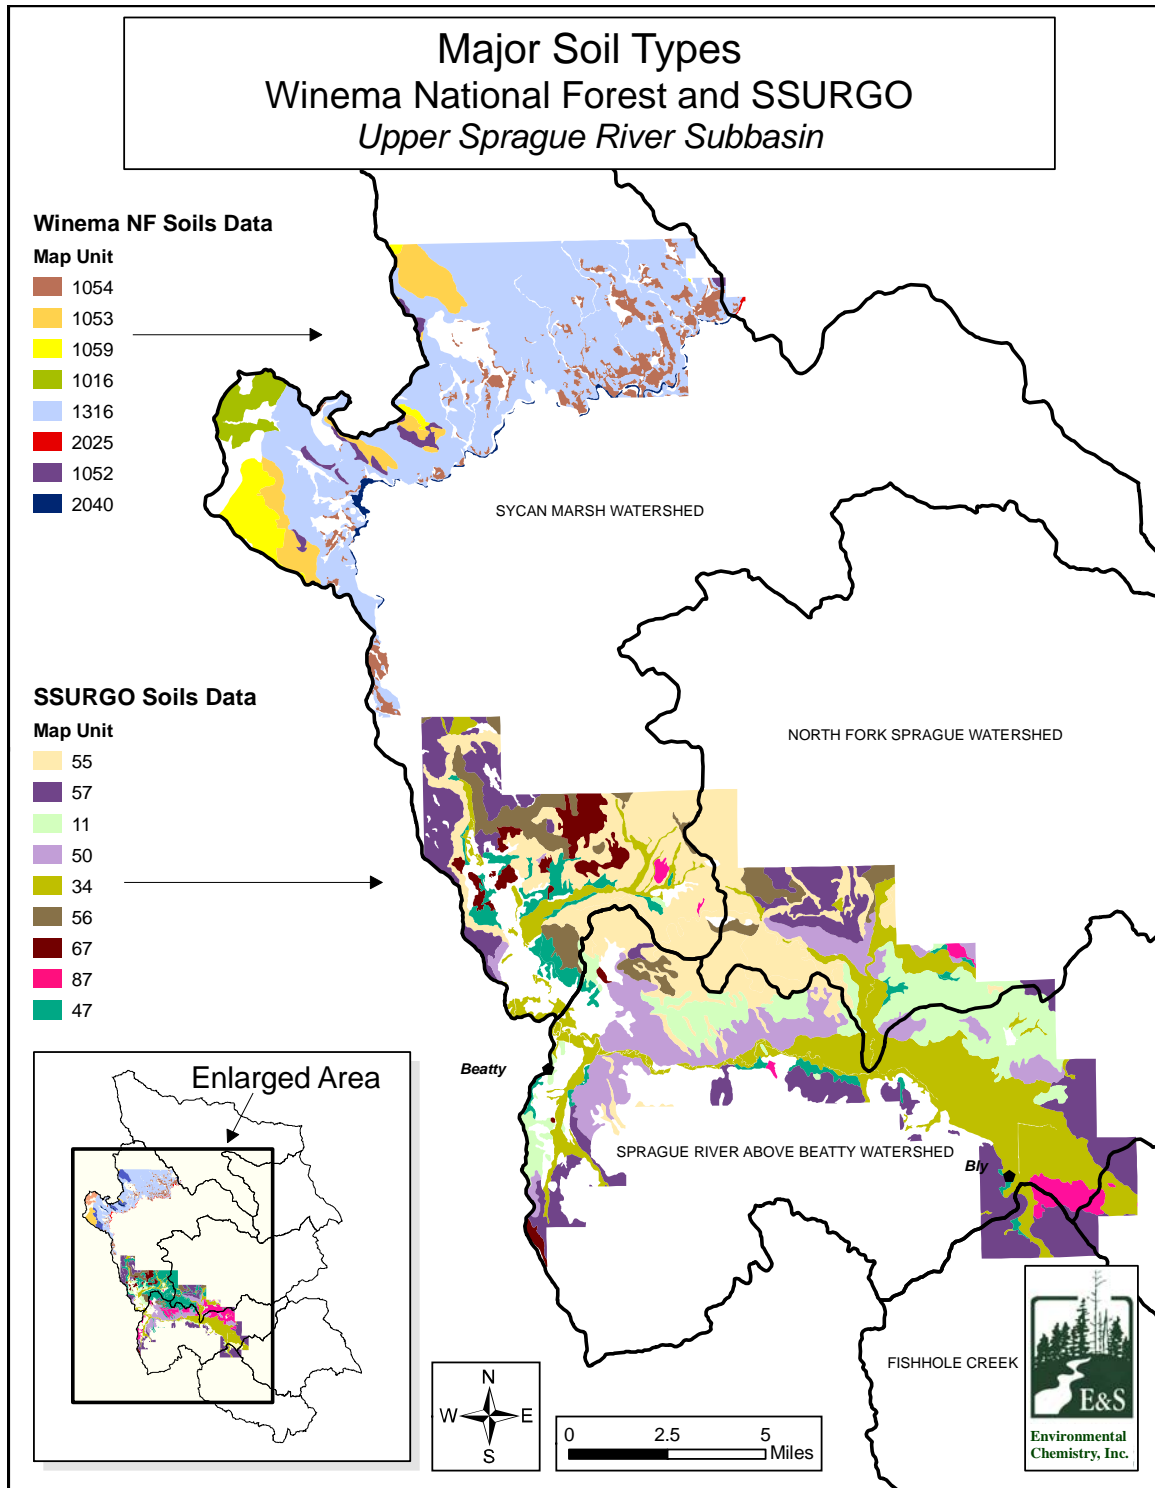 Major Soil Types
Winema National Forest and SSURGO
Upper Sprague River Subbasin
Winema NF Soils Data
Map Unit
1054
1053
1059
1016
1316
2025
1052
2040
SYCAN MARSH WATERSHED
NORTH FORK SPRAGUE WATERSHED
SSURGO Soils Data
Map Unit
55
57
11
50
34
56
67
87
47
Beatty
SPRAGUE RIVER ABOVE BEATTY WATERSHED
Bly
Enlarged Area
FISHHOLE CREEK
N
W E
S
0 2.5 5
Miles
E&S
Environmental
Chemistry, Inc.